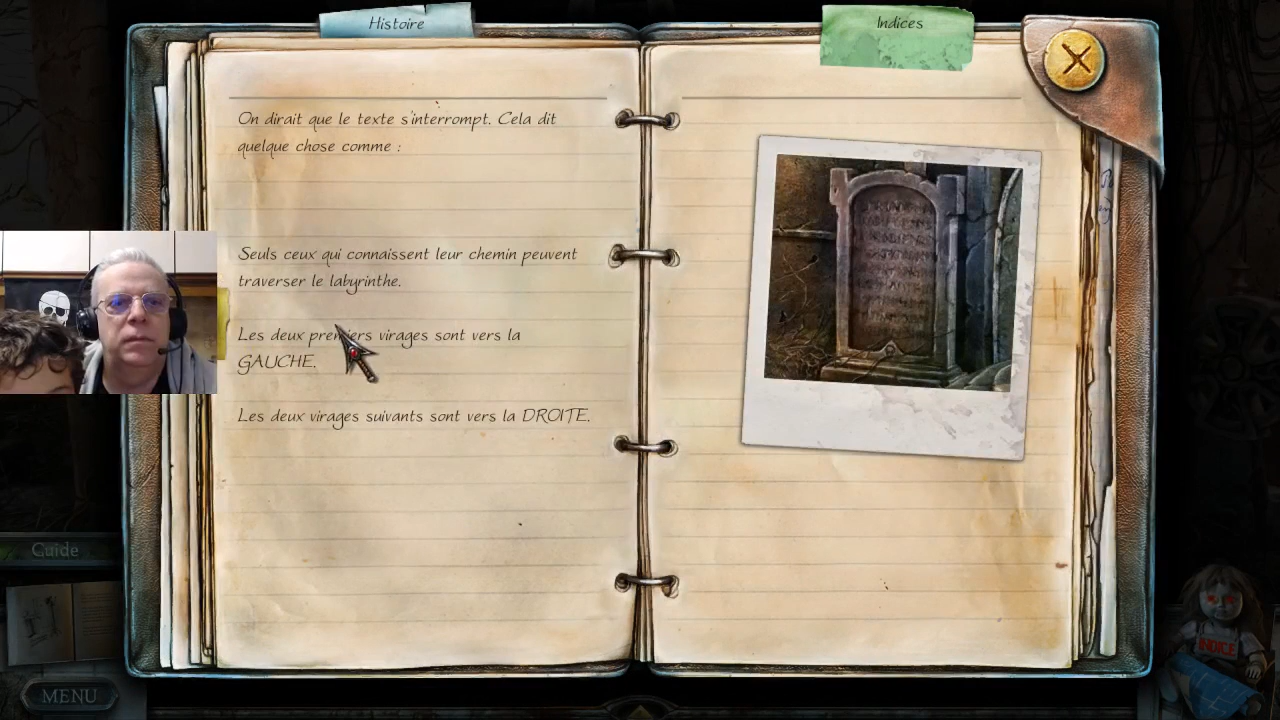 Histoire
Indices
On dirait que le texte s'interrompt. Cela dit
quelque chose comme :
Seuls ceux qui connaissent leur chemin peuvent
traverser le labyrinthe.
Les deux premiers virages sont vers la
GAUCHE.
Les deux virages suivants sont vers la DROITE.
Guide
MENU
INDICE